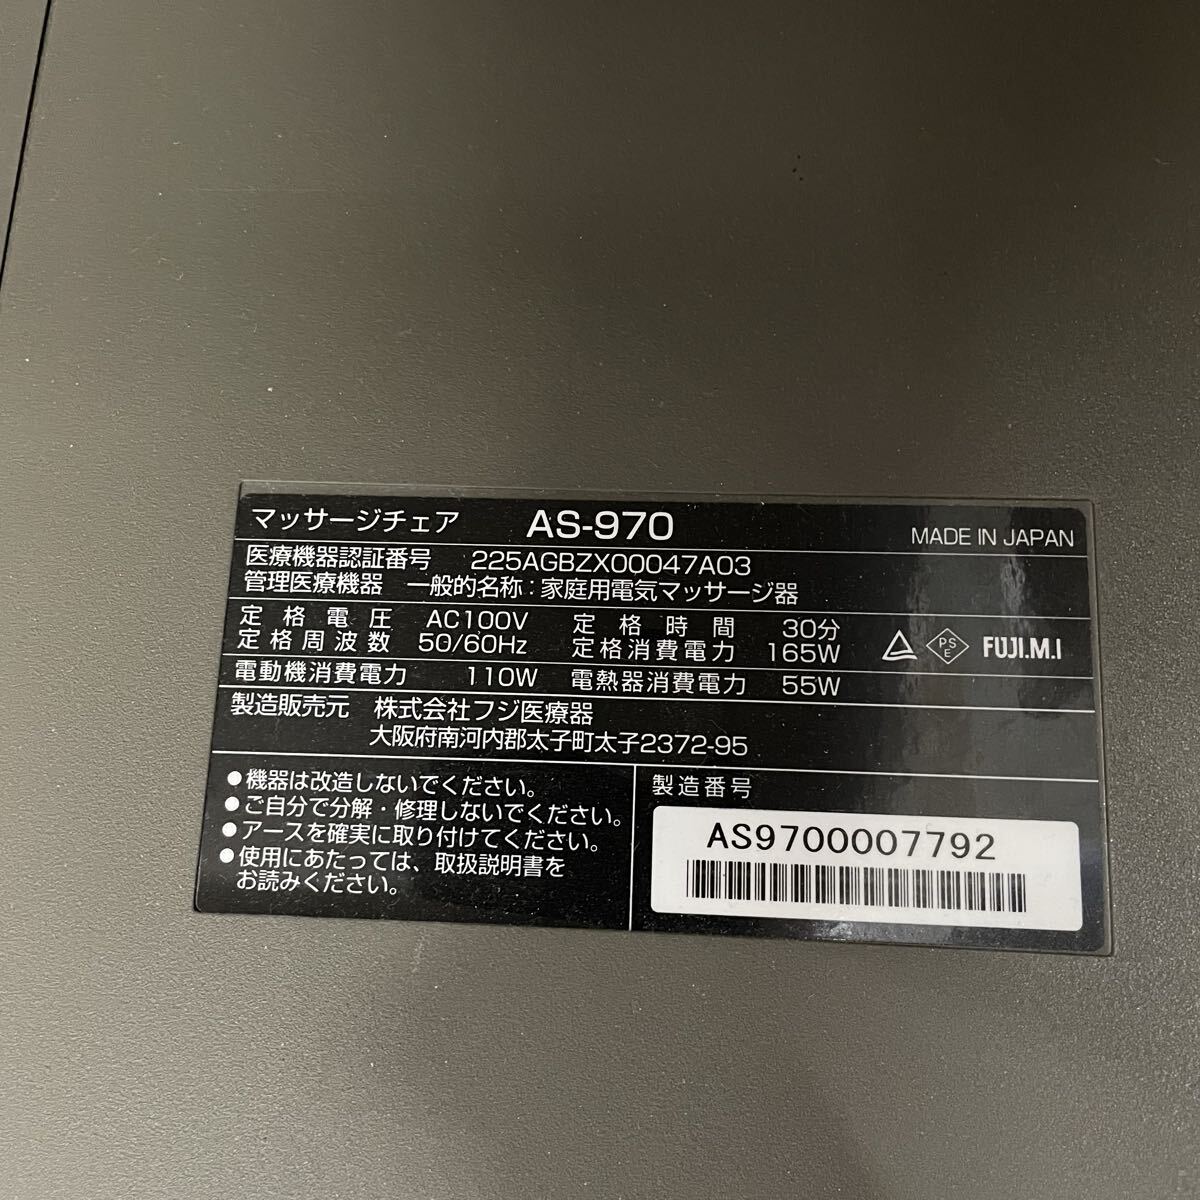 マッサージチェア AS-970 MADE IN JAPAN
医療機器認証番号 225AGBZX00047A03
管理医療機器 一般的名称：家庭用電気マッサージ器
定格電圧 AC100V 定格時間 30分
定格周波数 50/60Hz 定格消費電力 165W
PS E FUJI.M.I
電動機消費電力 110W 電熱器消費電力 55W
製造販売元 株式会社フジ医療器
大阪府南河内郡太子町太子2372-95
●機器は改造しないでください。
●ご自分で分解・修理しないでください。
●アースを確実に取り付けてください。
●使用にあたっては、取扱説明書を
お読みください。
製造番号
AS9700007792